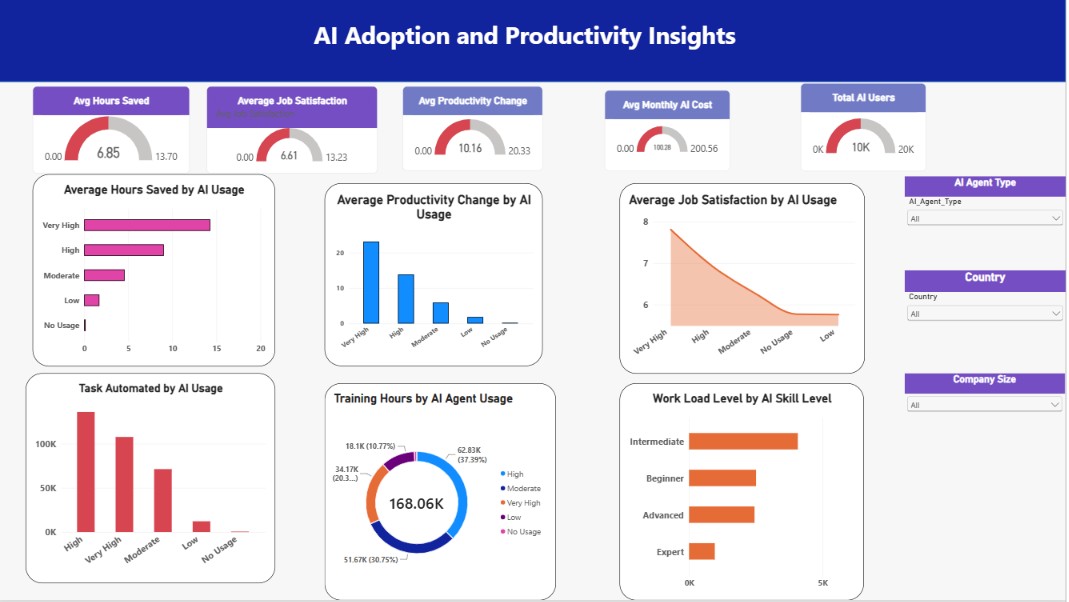 AI Adoption and Productivity Insights
Avg Hours Saved
0.00
6.85
13.70
Average Job Satisfaction
0.00
6.61
13.23
Avg Productivity Change
0.00
10.16
20.33
Avg Monthly AI Cost
0.00
100.28
200.56
Total AI Users
0K
10K
20K
Average Hours Saved by AI Usage
Very High
High
Moderate
Low
No Usage
0
5
10
15
20
Average Productivity Change by AI
Usage
20
10
0
Very High
High
Moderate
Low
No Usage
Average Job Satisfaction by AI Usage
8
7
6
Very High
High
Moderate
No Usage
Low
AI Agent Type
AI_Agent_Type
All
Country
Country
All
Company Size
All
Task Automated by AI Usage
100K
50K
0K
High
Very High
Moderate
Low
No Usage
Training Hours by AI Agent Usage
18.1K (10.77%)
62.83K
(37.39%)
34.17K
(20.3...)
168.06K
51.67K (30.75%)
High
Moderate
Very High
Low
No Usage
Work Load Level by AI Skill Level
Intermediate
Beginner
Advanced
Expert
0K
5K